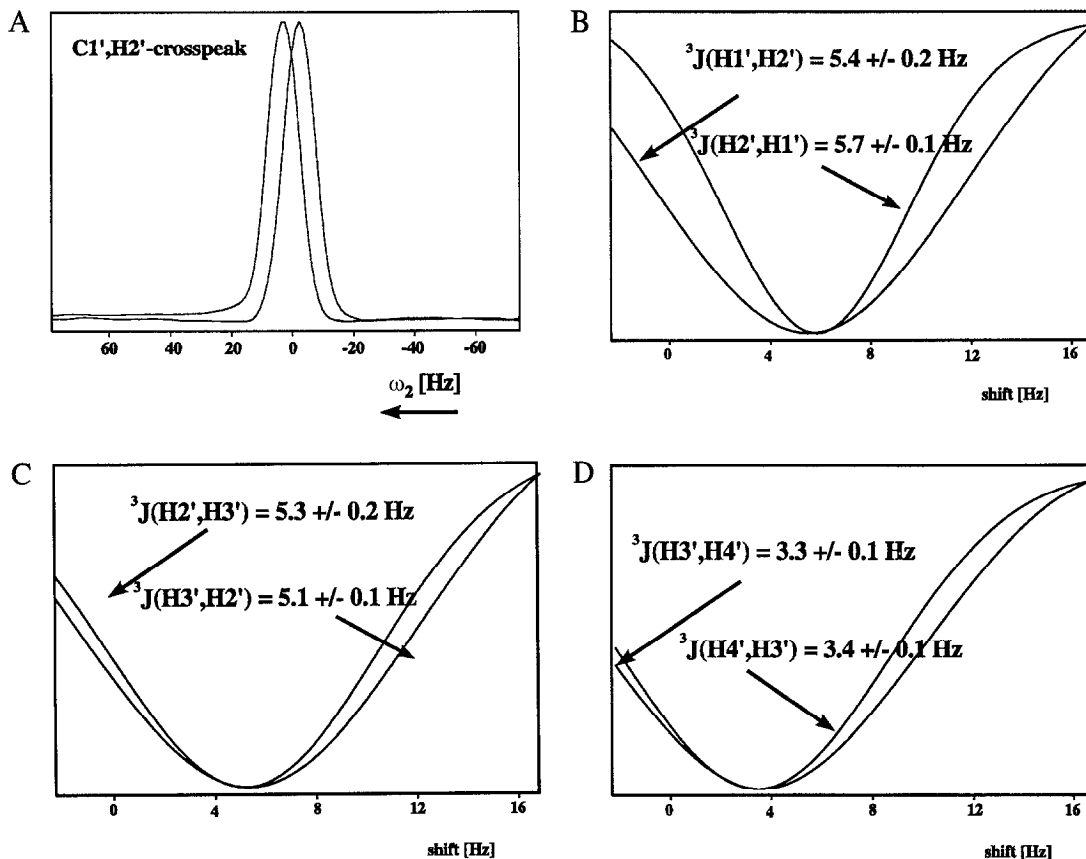 A
C1',H2'-crosspeak
60 40 20 0 -20 -40 -60
ω2 [Hz]
B
3J(H1',H2') = 5.4 +/- 0.2 Hz
3J(H2',H1') = 5.7 +/- 0.1 Hz
0 4 8 12 16
shift [Hz]
C
3J(H2',H3') = 5.3 +/- 0.2 Hz
3J(H3',H2') = 5.1 +/- 0.1 Hz
0 4 8 12 16
shift [Hz]
D
3J(H3',H4') = 3.3 +/- 0.1 Hz
3J(H4',H3') = 3.4 +/- 0.1 Hz
0 4 8 12 16
shift [Hz]